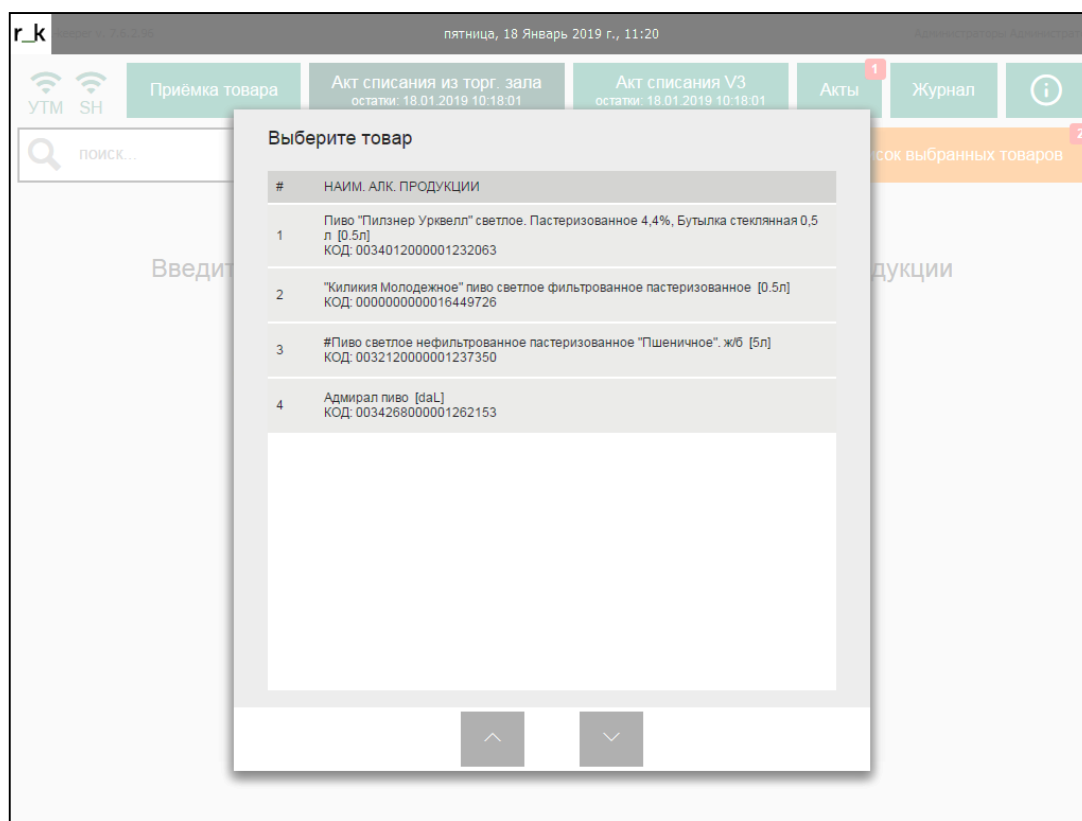 r_k
пятница, 18 Январь 2019 г., 11:20
УТМ SH
Приёмка товара
Акт списания из торг. зала
остатки: 18.01.2019 10:18:01
Акт списания V3
остатки: 18.01.2019 10:18:01
Акты
1
Журнал
поиск...
сок выбранных товаров
2
Введит
дукции
Выберите товар
# НАИМ. АЛК. ПРОДУКЦИИ
1 Пиво "Пилзнер Урквелл" светлое. Пастеризованное 4,4%, Бутылка стеклянная 0,5
л [0.5л]
КОД: 0034012000001232063
2 "Киликия Молодежное" пиво светлое фильтрованное пастеризованное [0.5л]
КОД: 0000000000016449726
3 #Пиво светлое нефильтрованное пастеризованное "Пшеничное". ж/б [5л]
КОД: 0032120000001237350
4 Адмирал пиво [daL]
КОД: 0034268000001262153